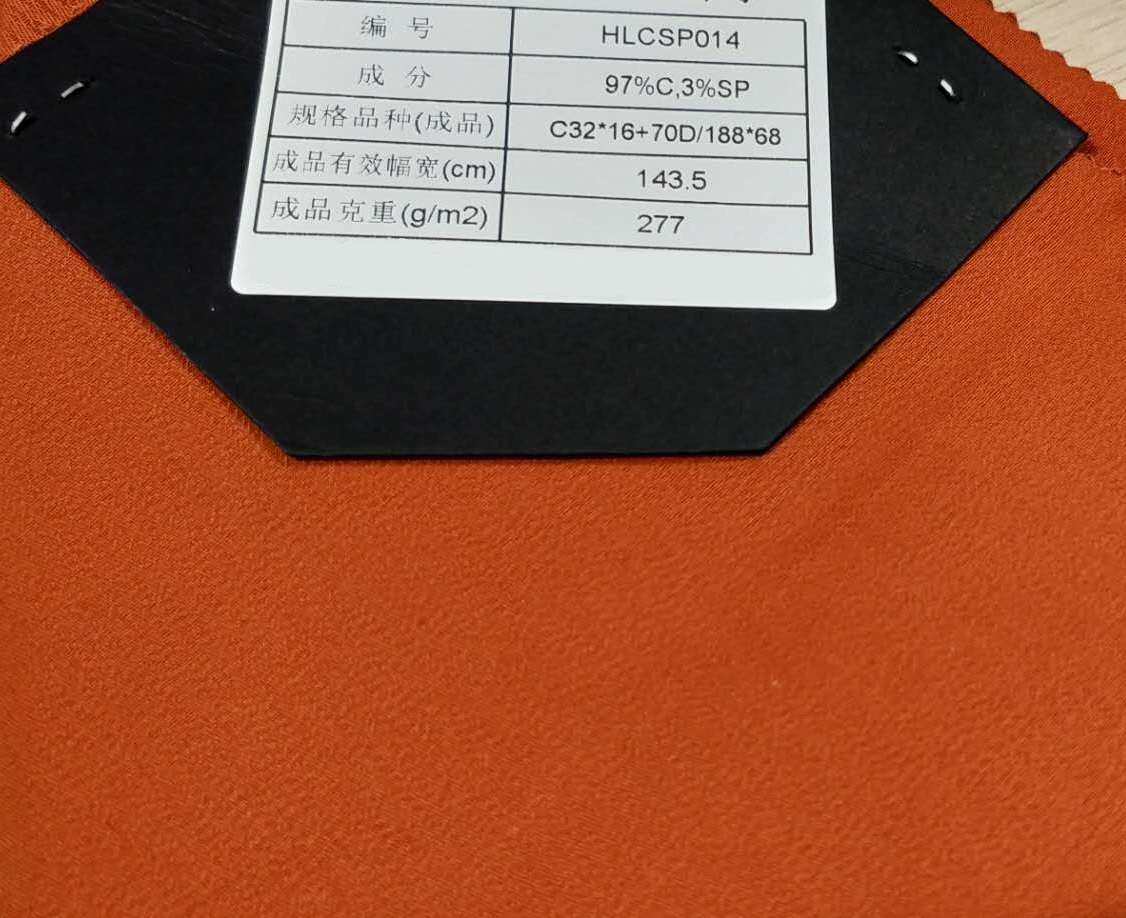 编 号 HLCSP014
成 分 97%C,3%SP
规格品种(成品) C32*16+70D/188*68
成品有效幅宽(cm) 143.5
成品克重(g/m2) 277